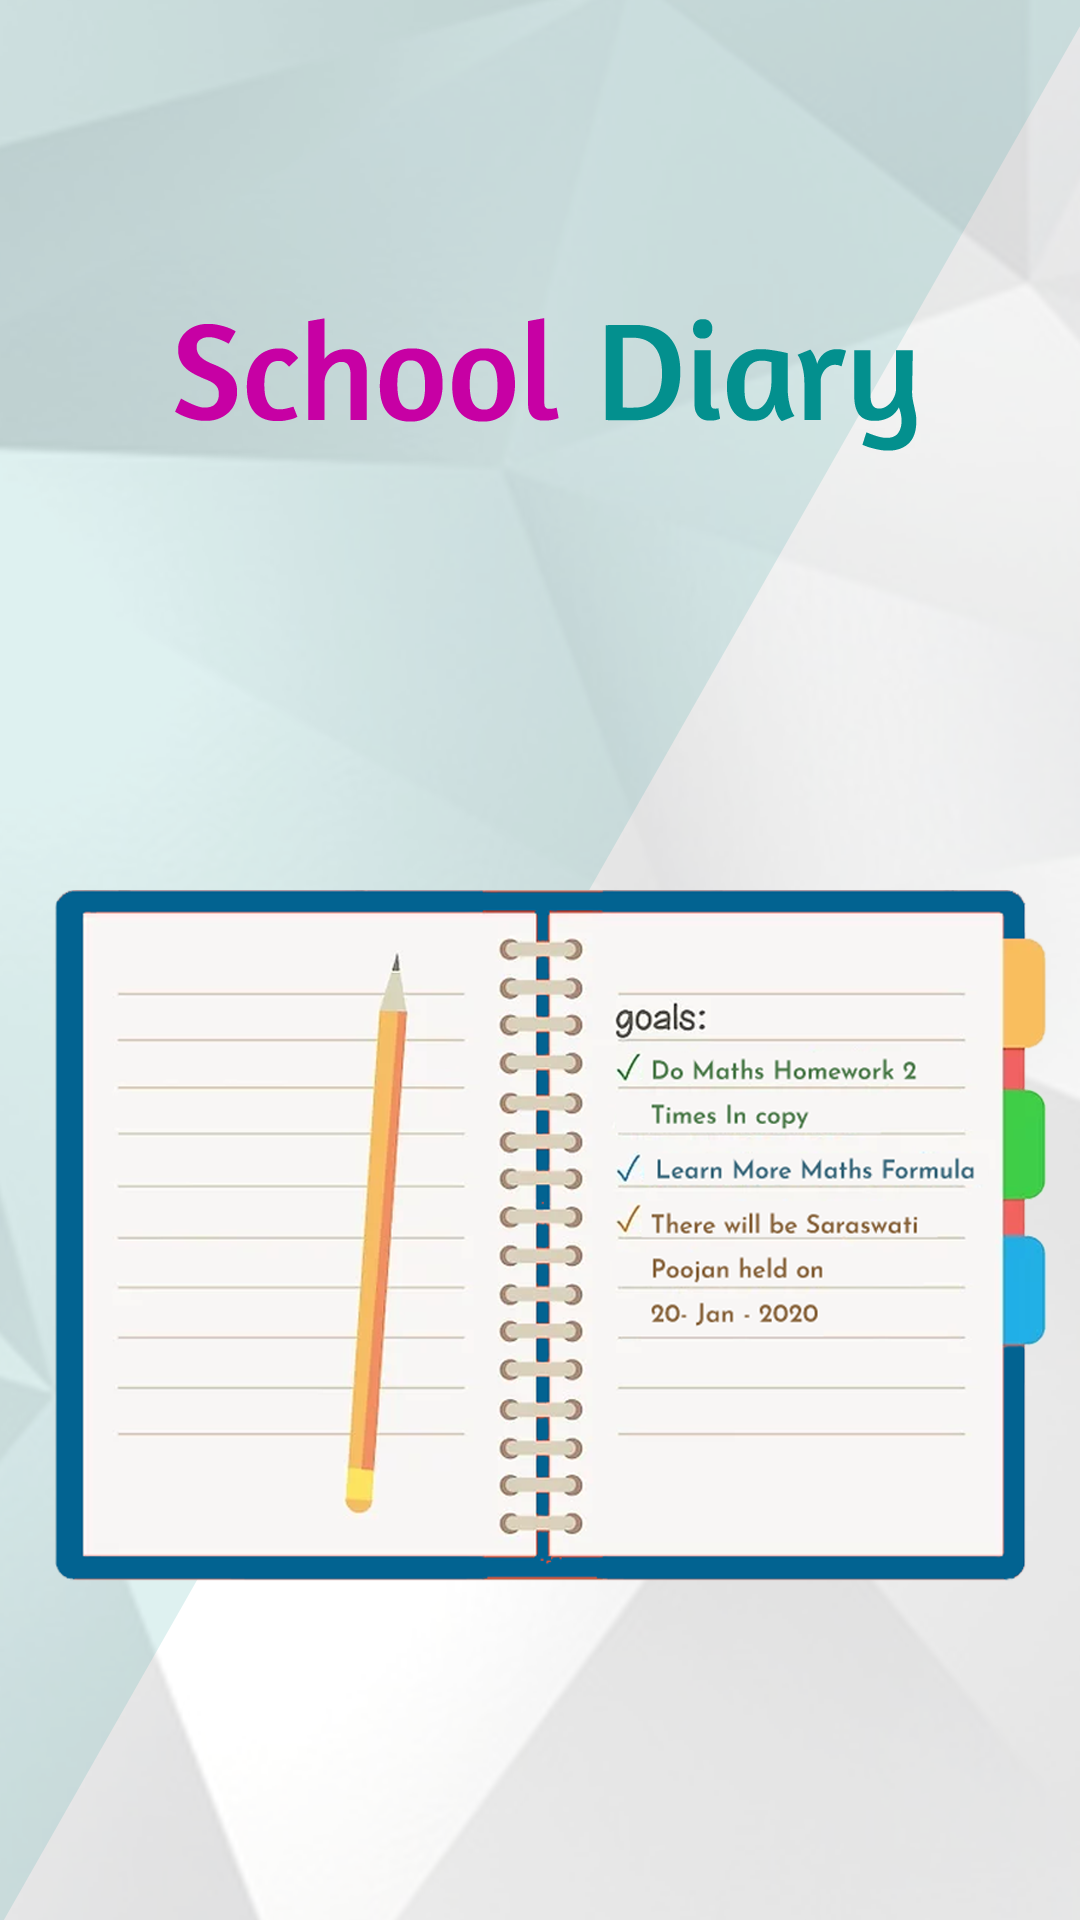 School Diary
goals:
✓ Do Maths Homework 2
Times In copy
✓ Learn More Maths Formula
✓ There will be Saraswati
Poojan held on
20- Jan - 2020